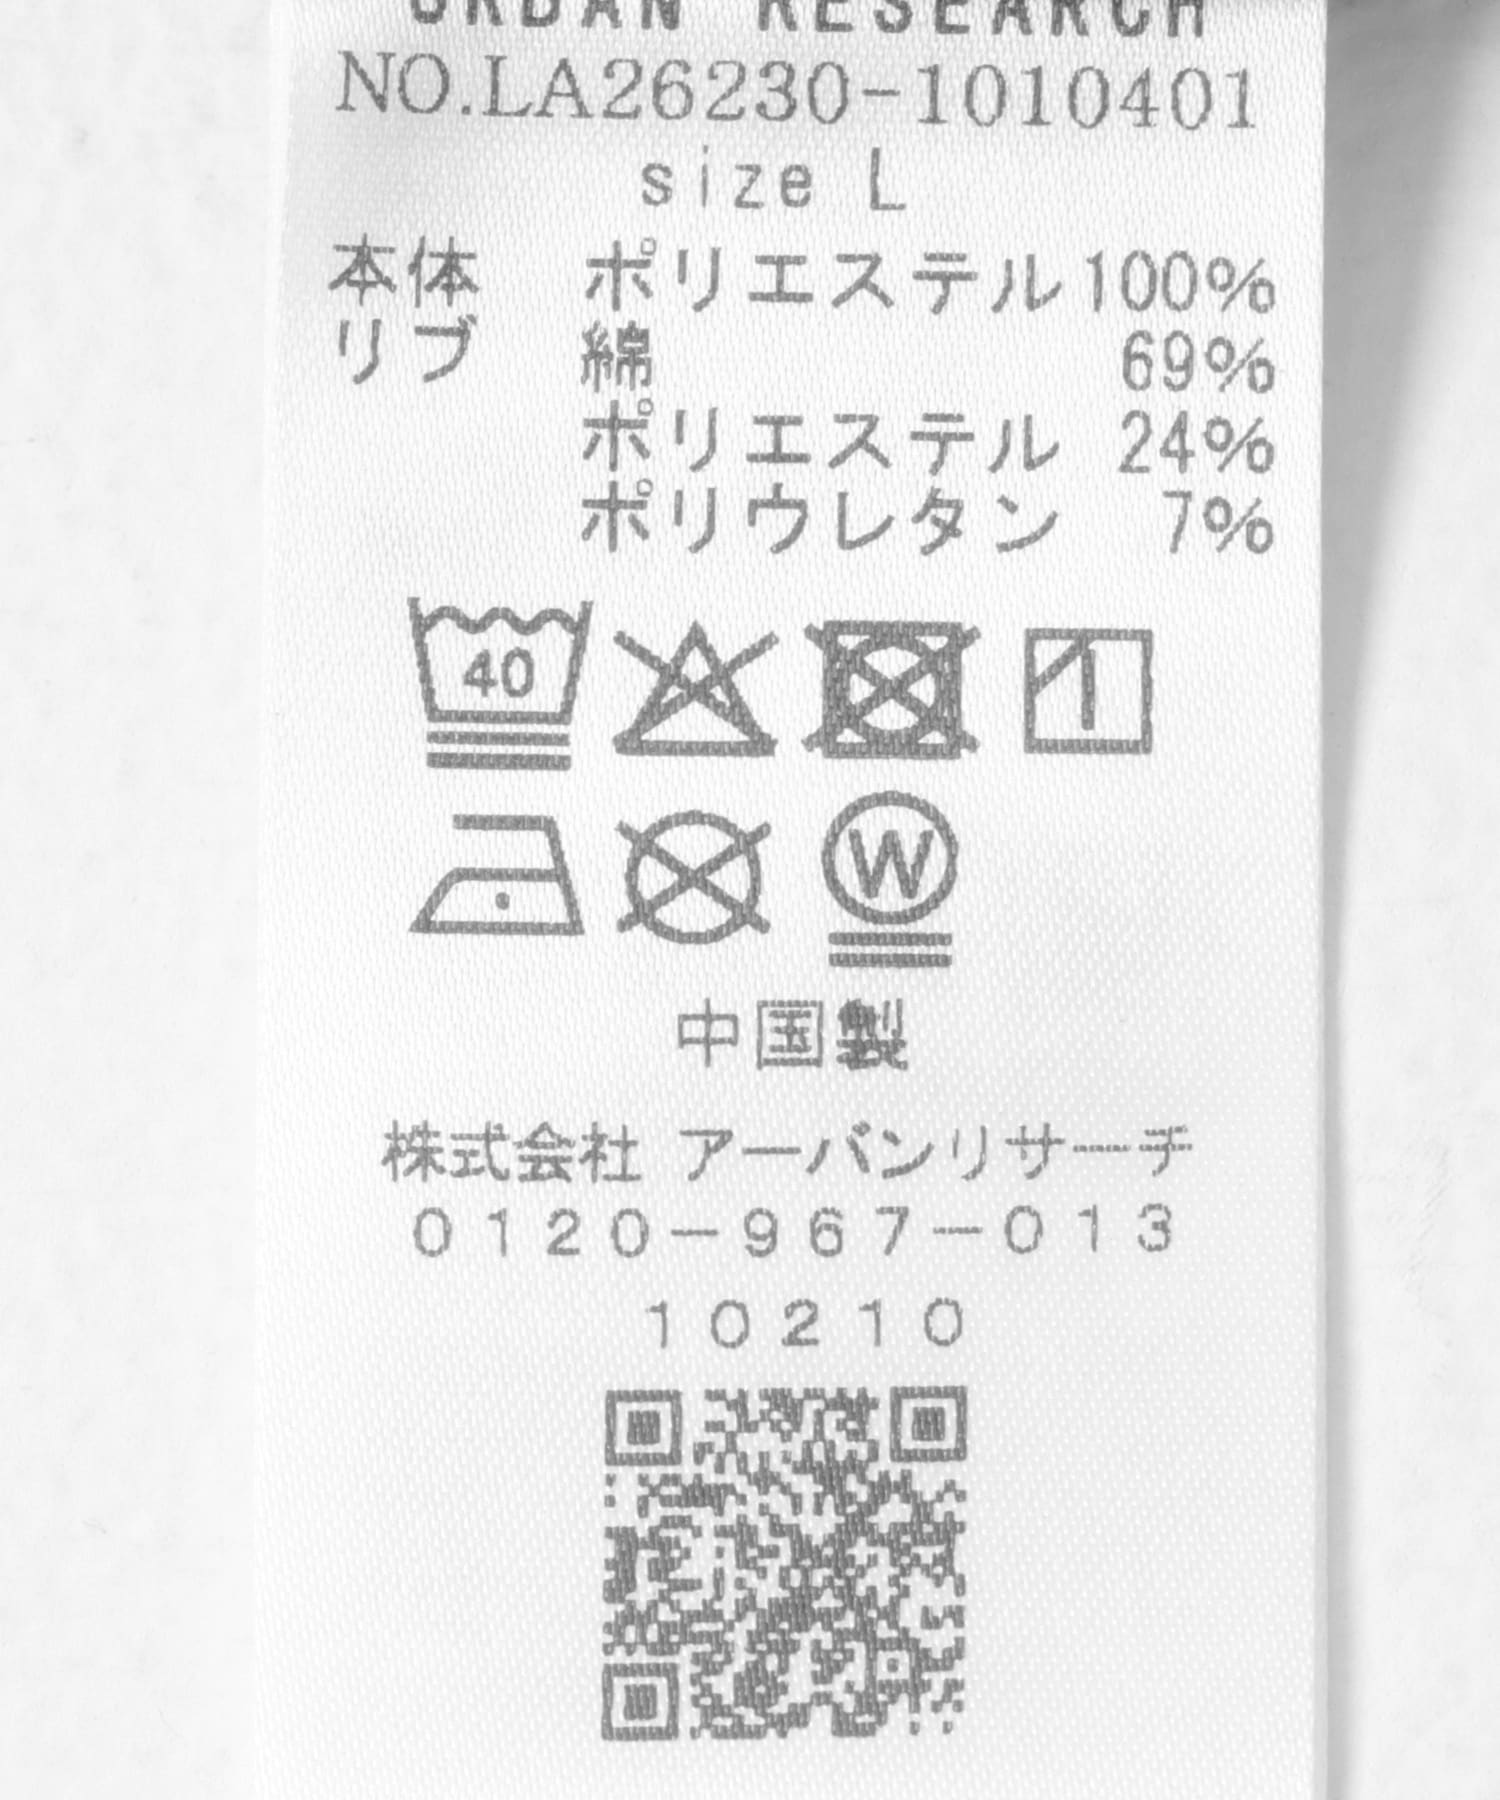 URBAN RESEARCH
NO.LA26230-1010401
size L
本体 ポリエステル100%
リブ 綿 69%
ポリエステル 24%
ポリウレタン 7%
40
W
中国製
株式会社 アーバンリサーチ
0120-967-013
10210